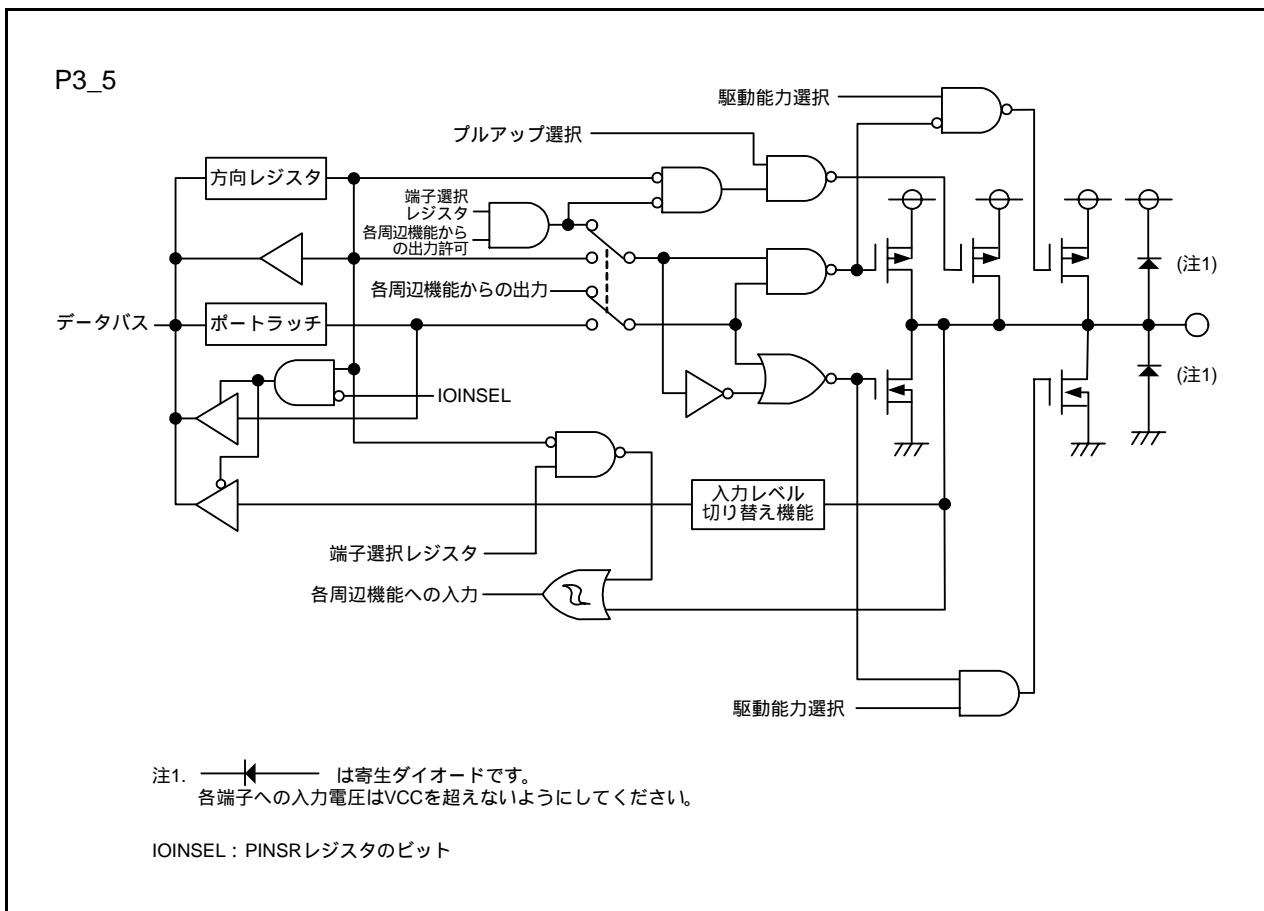 P3_5
駆動能力選択
プルアップ選択
方向レジスタ
端子選択
レジスタ
各周辺機能から
の出力許可
(注1)
各周辺機能からの出力
データバス
ポートラッチ
(注1)
IOINSEL
入力レベル
切り替え機能
端子選択レジスタ
各周辺機能への入力
駆動能力選択
注1. は寄生ダイオードです。
各端子への入力電圧はVCCを超えないようにしてください。
IOINSEL : PINSRレジスタのビット